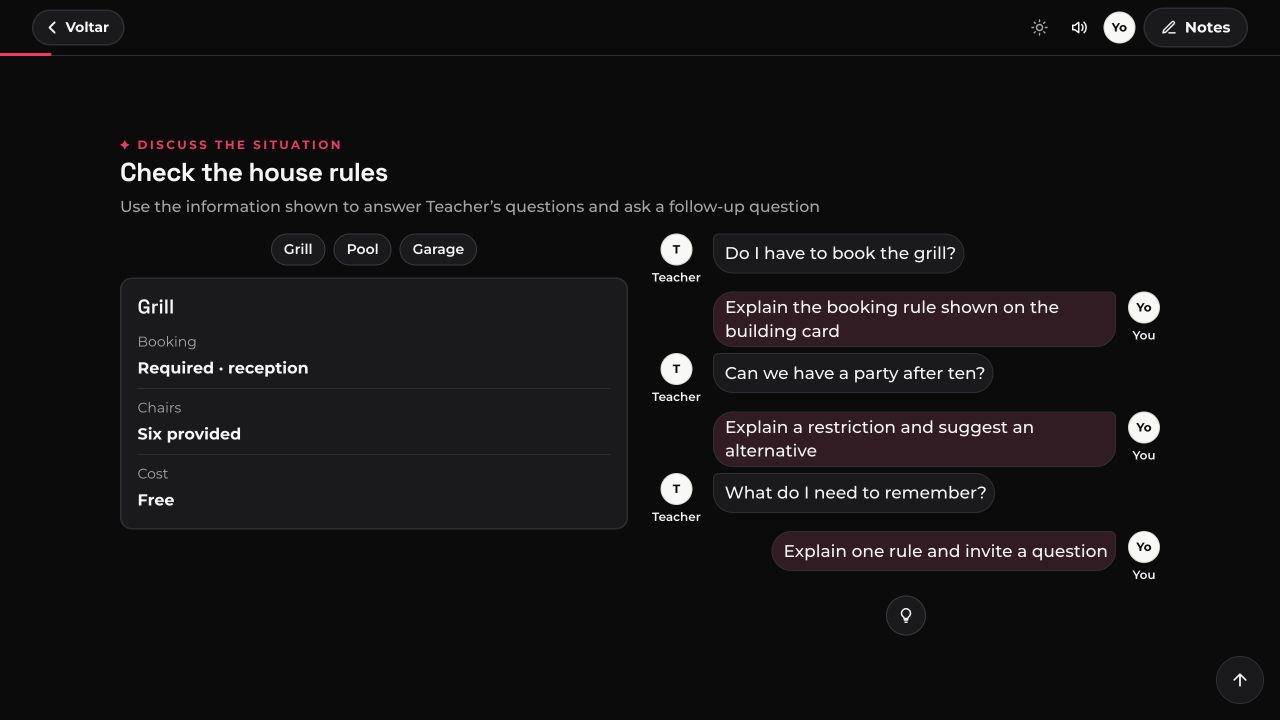 Voltar
Yo
Notes
DISCUSS THE SITUATION
Check the house rules
Use the information shown to answer Teacher’s questions and ask a follow-up question
Grill
Pool
Garage
Grill
Booking
Required · reception
Chairs
Six provided
Cost
Free
T
Teacher
Do I have to book the grill?
Explain the booking rule shown on the
building card
Yo
You
T
Teacher
Can we have a party after ten?
Explain a restriction and suggest an
alternative
Yo
You
T
Teacher
What do I need to remember?
Explain one rule and invite a question
Yo
You